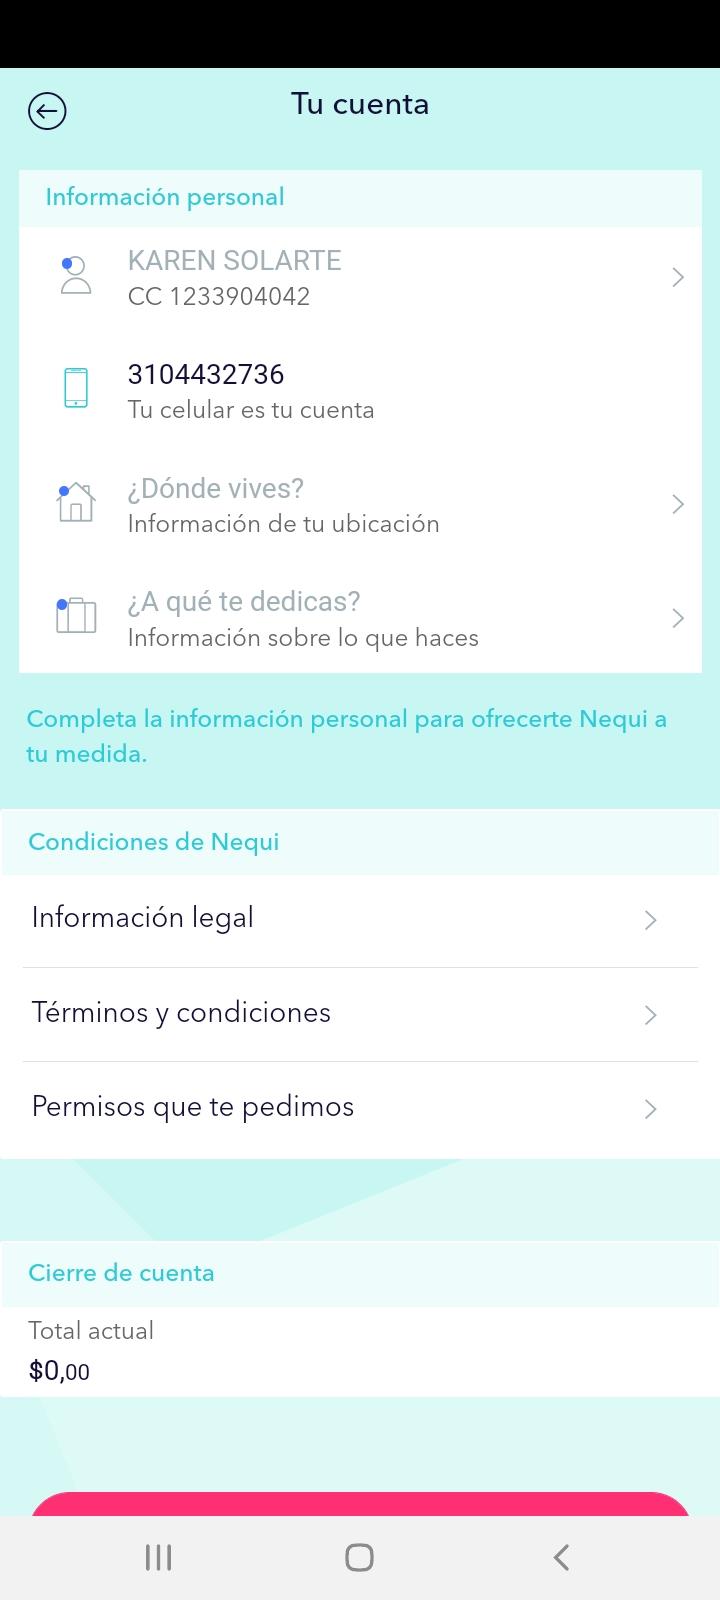 Tu cuenta
Información personal
KAREN SOLARTE
CC 1233904042
3104432736
Tu celular es tu cuenta
¿Dónde vives?
Información de tu ubicación
¿A qué te dedicas?
Información sobre lo que haces
Completa la información personal para ofrecerte Nequi a
tu medida.
Condiciones de Nequi
Información legal
Términos y condiciones
Permisos que te pedimos
Cierre de cuenta
Total actual
$0,00